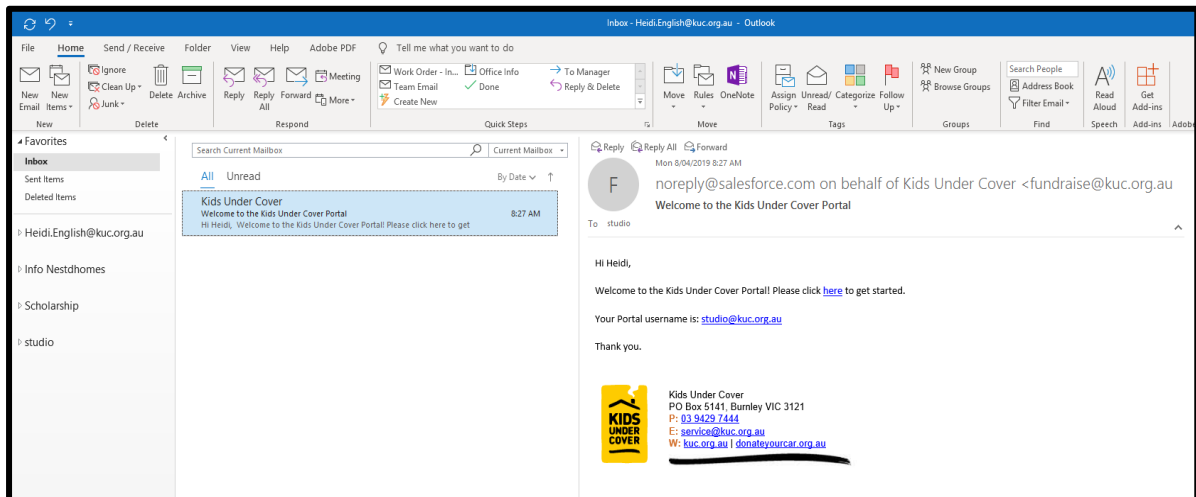 Inbox - Heidi.English@kuc.org.au - Outlook
File Home Send / Receive Folder View Help Adobe PDF Tell me what you want to do
New Email
New Items
Ignore
Clean Up
Junk
Delete
Archive
Reply
Reply All
Forward
Meeting
More
Work Order - In...
Team Email
Create New
Office Info
Done
To Manager
Reply & Delete
Move
Rules
OneNote
Assign Policy
Unread/ Read
Categorize
Follow Up
New Group
Browse Groups
Search People
Address Book
Filter Email
Read Aloud
Get Add-ins
New Delete Respond Quick Steps Move Tags Groups Find Speech Add-ins Adobe
Favorites
Inbox
Sent Items
Deleted Items
Heidi.English@kuc.org.au
Info Nestdhomes
Scholarship
studio
Search Current Mailbox Current Mailbox
All Unread By Date
Kids Under Cover
Welcome to the Kids Under Cover Portal 8:27 AM
Hi Heidi, Welcome to the Kids Under Cover Portal! Please click here to get
Reply Reply All Forward
Mon 8/04/2019 8:27 AM
F
noreply@salesforce.com on behalf of Kids Under Cover <fundraise@kuc.org.au
Welcome to the Kids Under Cover Portal
To studio
Hi Heidi,
Welcome to the Kids Under Cover Portal! Please click here to get started.
Your Portal username is: studio@kuc.org.au
Thank you.
KIDS
UNDER
COVER
Kids Under Cover
PO Box 5141, Burnley VIC 3121
P: 03 9429 7444
E: service@kuc.org.au
W: kuc.org.au | donateyourcar.org.au